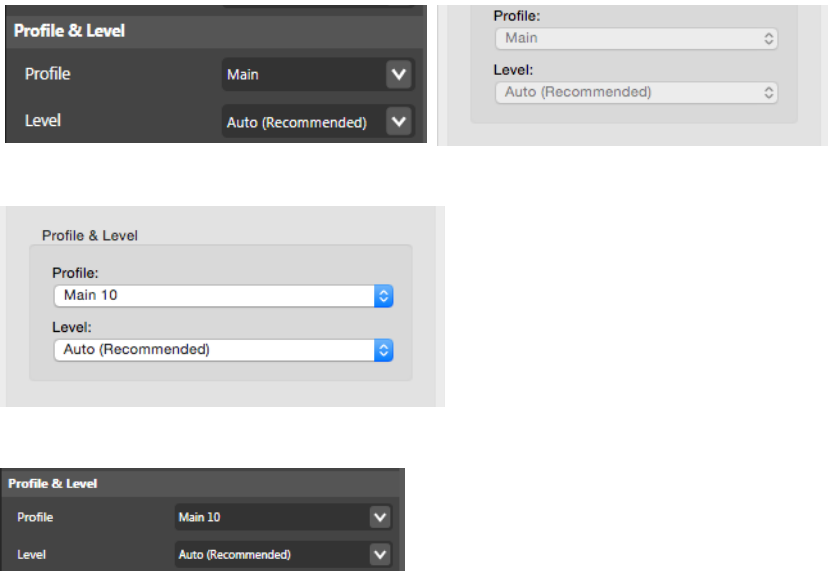 Profile & Level
Profile Main
Level Auto (Recommended)
Profile:
Main
Level:
Auto (Recommended)
Profile & Level
Profile:
Main 10
Level:
Auto (Recommended)
Profile & Level
Profile Main 10
Level Auto (Recommended)